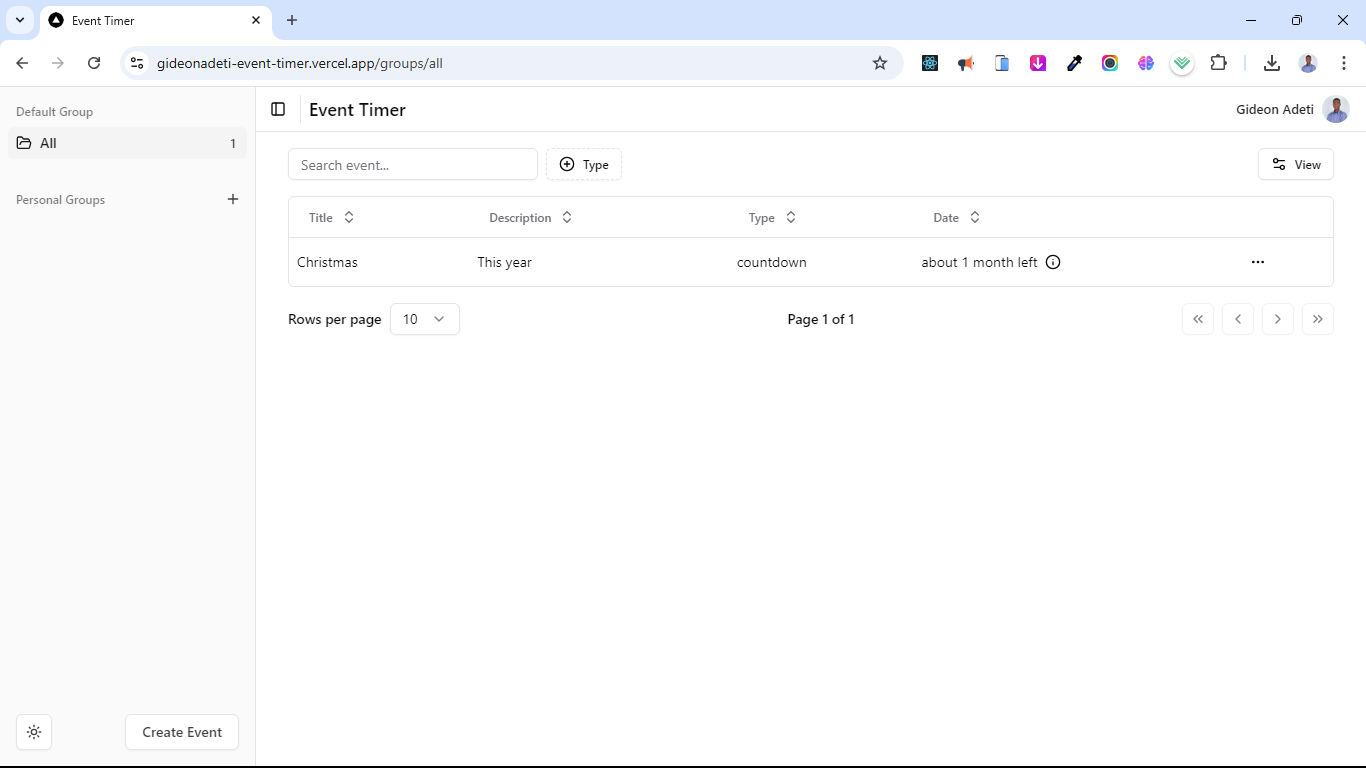 Event Timer
gideonadeti-event-timer.vercel.app/groups/all
Default Group
All 1
Personal Groups
Event Timer
Gideon Adeti
Search event...
Type
View
Title Description Type Date
Christmas This year countdown about 1 month left
Rows per page 10 Page 1 of 1
Create Event